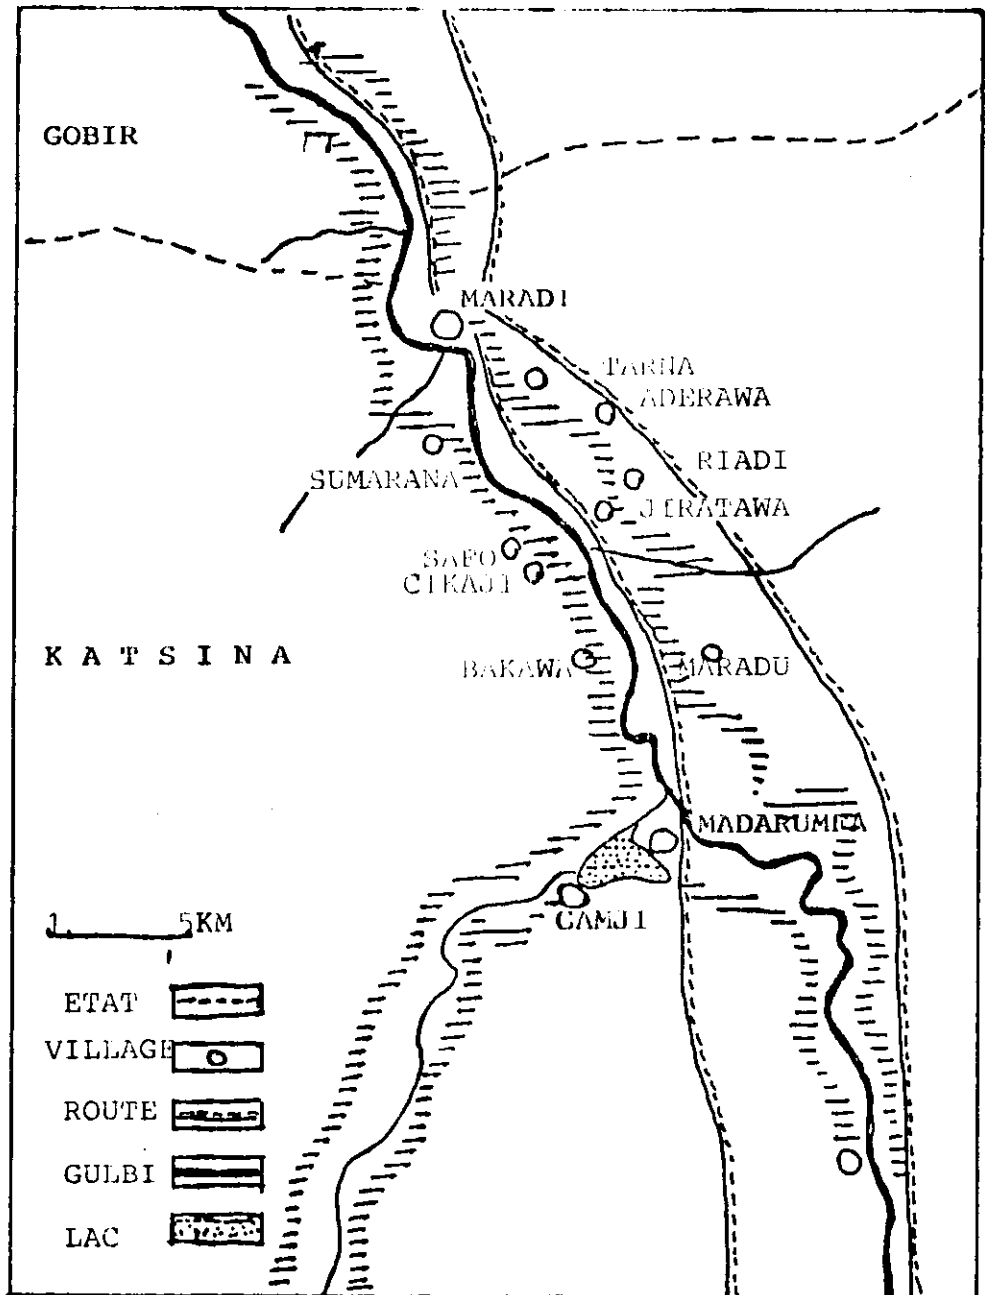 GOBIR
MARADI
TARNA
ADERAWA
RIADI
SUMARANA
JIRATAWA
SAFO
CIKAJI
K A T S I N A
BAKAWA
MARADU
MADARUMFA
GAMJI
1 5KM
ETAT
VILLAGE
ROUTE
GULBI
LAC